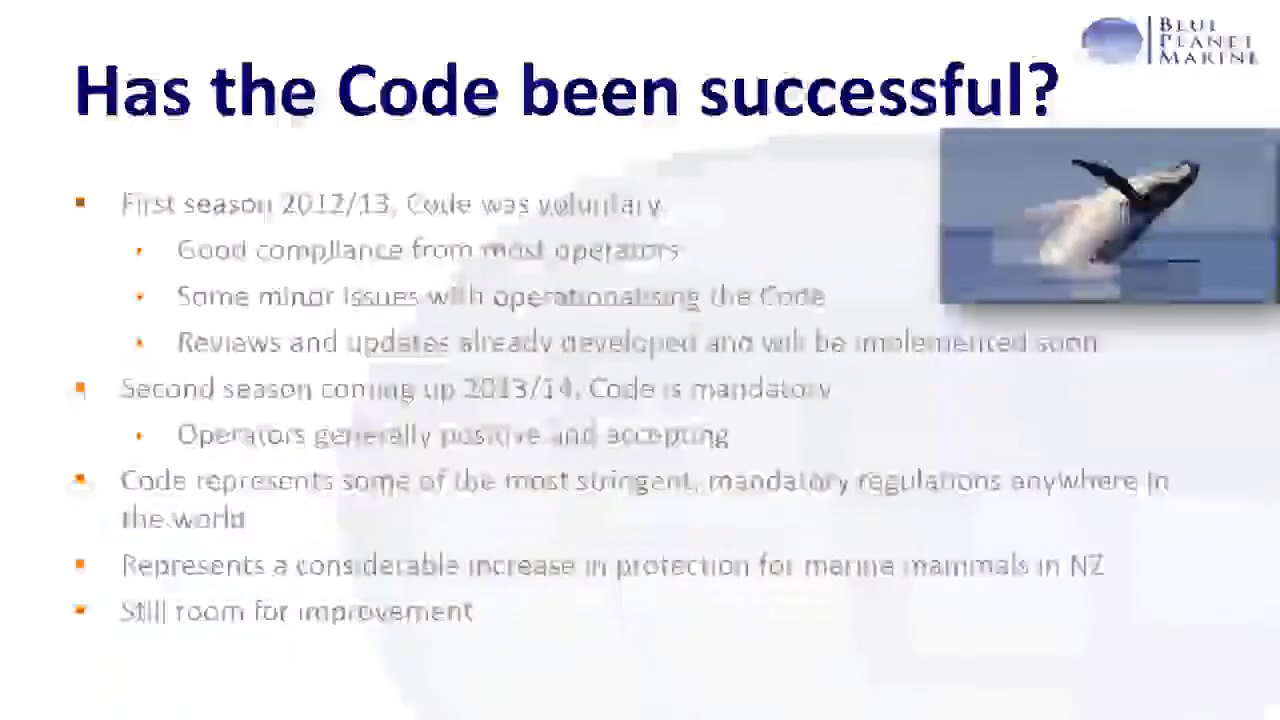 BLUE
PLANET
MARINE
Has the Code been successful?
First season 2012/13, Code was voluntary
Good compliance from most operators
Some minor issues with operationalising the Code
Reviews and updates already developed and will be implemented soon
Second season coming up 2013/14, Code is mandatory
Operators generally positive and accepting
Code represents some of the most stringent, mandatory regulations anywhere in
the world
Represents a considerable increase in protection for marine mammals in NZ
Still room for improvement